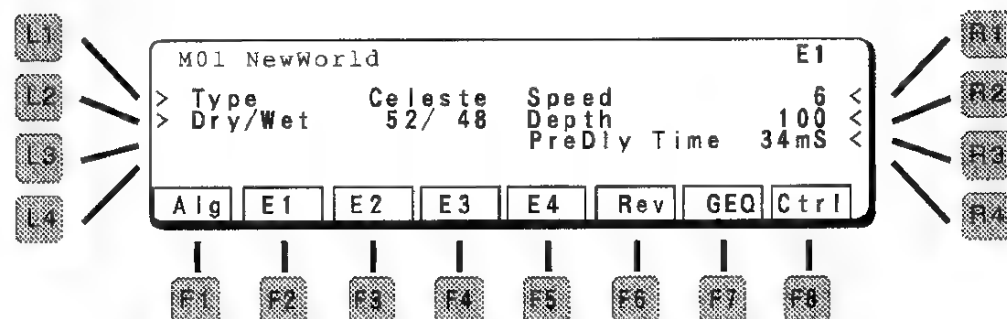 L1
L2
L3
L4
M01 NewWorld E1
> Type Celeste Speed 6 <
> Dry/Wet 52/ 48 Depth 100 <
PreDly Time 34mS <
Alg E1 E2 E3 E4 Rev GEQ Ctrl
F1 F2 F3 F4 F5 F6 F7 F8
R1
R2
R3
R4